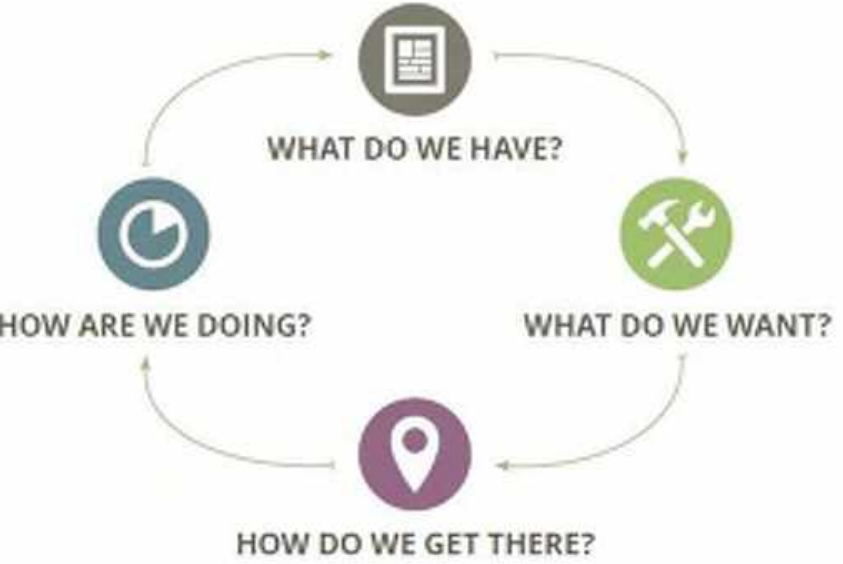 WHAT DO WE HAVE?
HOW ARE WE DOING?
WHAT DO WE WANT?
HOW DO WE GET THERE?